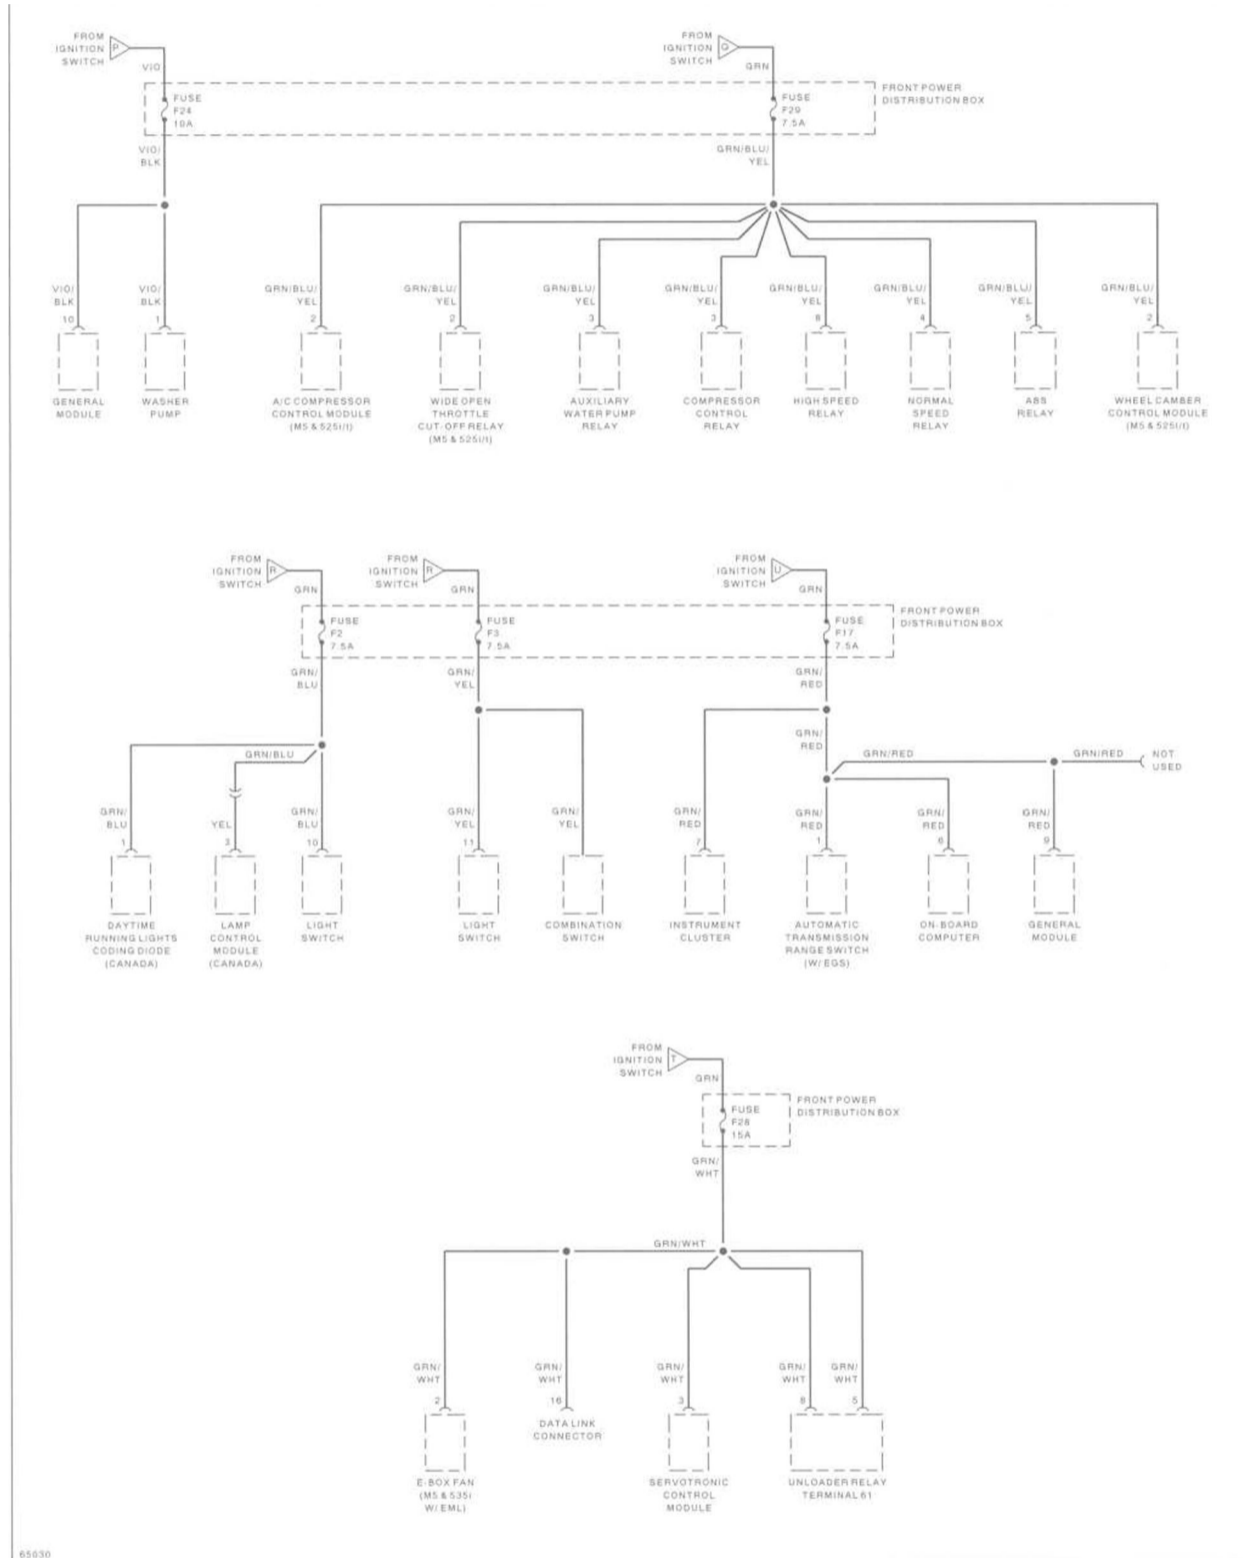 FROM
IGNITION
SWITCH
P
VIO
FUSE
F24
10A
VIO/
BLK
FROM
IGNITION
SWITCH
Q
GRN
FUSE
F29
7.5A
FRONT POWER
DISTRIBUTION BOX
GRN/BLU/
YEL
VIO/
BLK
10
GENERAL
MODULE
VIO/
BLK
1
WASHER
PUMP
GRN/BLU/
YEL
2
A/C COMPRESSOR
CONTROL MODULE
(M5 & 525i/t)
GRN/BLU/
YEL
2
WIDE OPEN
THROTTLE
CUT-OFF RELAY
(M5 & 525i/t)
GRN/BLU/
YEL
3
AUXILIARY
WATER PUMP
RELAY
GRN/BLU/
YEL
3
COMPRESSOR
CONTROL
RELAY
GRN/BLU/
YEL
8
HIGH SPEED
RELAY
GRN/BLU/
YEL
4
NORMAL
SPEED
RELAY
GRN/BLU/
YEL
5
ABS
RELAY
GRN/BLU/
YEL
2
WHEEL CAMBER
CONTROL MODULE
(M5 & 525i/t)
FROM
IGNITION
SWITCH
R
GRN
FUSE
F2
7.5A
GRN/
BLU
FROM
IGNITION
SWITCH
R
GRN
FUSE
F3
7.5A
GRN/
YEL
FROM
IGNITION
SWITCH
U
GRN
FUSE
F17
7.5A
FRONT POWER
DISTRIBUTION BOX
GRN/
RED
GRN/BLU
GRN/
RED
GRN/RED
GRN/RED
NOT
USED
GRN/
BLU
1
DAYTIME
RUNNING LIGHTS
CODING DIODE
(CANADA)
YEL
3
LAMP
CONTROL
MODULE
(CANADA)
GRN/
BLU
10
LIGHT
SWITCH
GRN/
YEL
11
LIGHT
SWITCH
GRN/
YEL
COMBINATION
SWITCH
GRN/
RED
7
INSTRUMENT
CLUSTER
GRN/
RED
1
AUTOMATIC
TRANSMISSION
RANGE SWITCH
(W/ EGS)
GRN/
RED
6
ON-BOARD
COMPUTER
GRN/
RED
9
GENERAL
MODULE
FROM
IGNITION
SWITCH
T
GRN
FUSE
F28
15A
FRONT POWER
DISTRIBUTION BOX
GRN/
WHT
GRN/WHT
GRN/
WHT
2
E-BOX FAN
(M5 & 535i
W/ EML)
GRN/
WHT
16
DATA LINK
CONNECTOR
GRN/
WHT
3
SERVOTRONIC
CONTROL
MODULE
GRN/
WHT
8
GRN/
WHT
5
UNLOADER RELAY
TERMINAL 61
65030